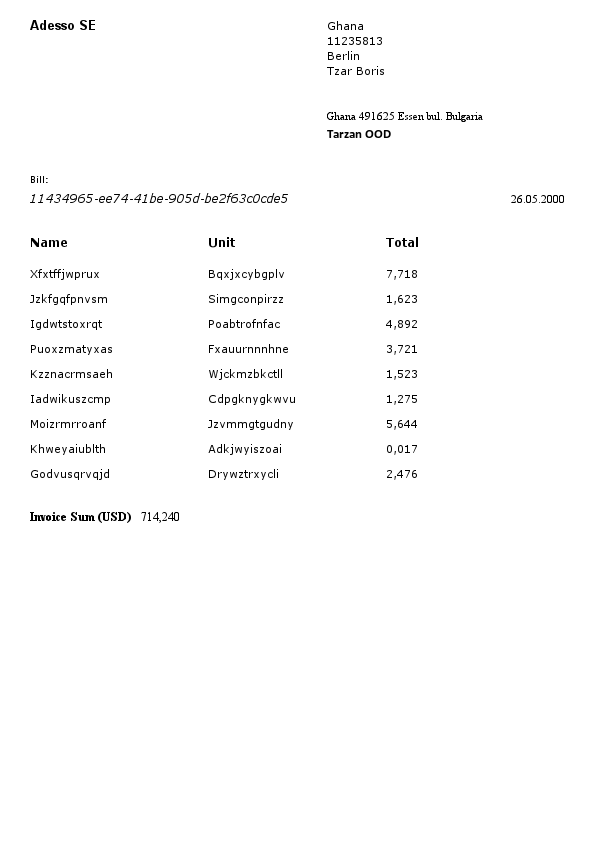 Adesso SE
Ghana
11235813
Berlin
Tzar Boris
Ghana 491625 Essen bul. Bulgaria
Tarzan OOD
Bill:
11434965-ee74-41be-905d-be2f63c0cde5 26.05.2000
Name Unit Total
Xfxtffjwprux Bqxjxcybgplv 7,718
Jzkfgqfpnvsm Simgconpirzz 1,623
Igdwtstoxrqt Poabtrofnfac 4,892
Puoxzmatyxas Fxauurnnnhne 3,721
Kzznacrmsaeh Wjckmzbkctll 1,523
Iadwikuszcmp Cdpgknygkwvu 1,275
Moizrmrroanf Jzvmmgtgudny 5,644
Khweyaiublth Adkjwyiszoai 0,017
Godvusqrvqjd Drywztrxycli 2,476
Invoice Sum (USD) 714,240